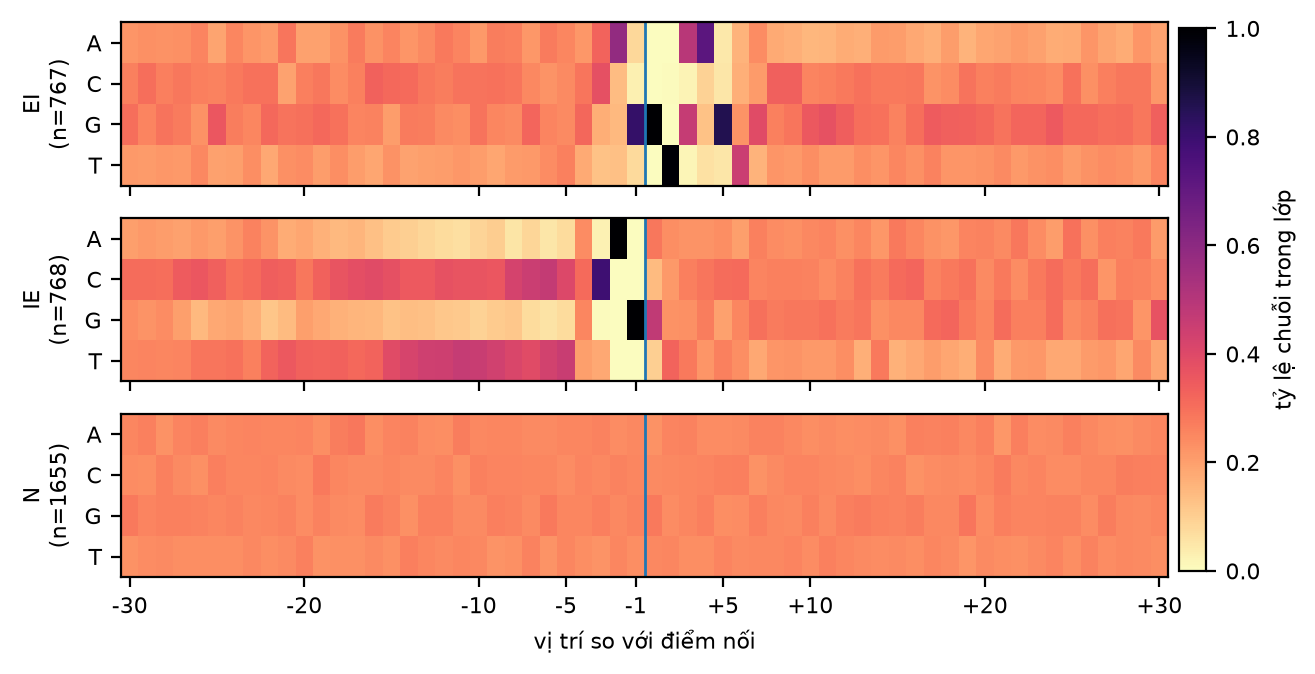 EI
(n=767)
A
C
G
T
IE
(n=768)
A
C
G
T
N
(n=1655)
A
C
G
T
-30 -20 -10 -5 -1 +5 +10 +20 +30
vị trí so với điểm nối
1.0
0.8
0.6
0.4
0.2
0.0
tỷ lệ chuỗi trong lớp